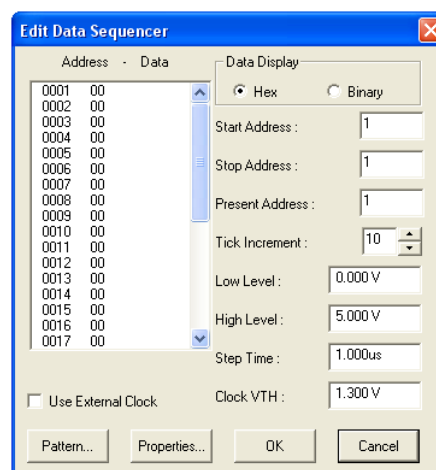 Edit Data Sequencer
Address - Data
0001 00
0002 00
0003 00
0004 00
0005 00
0006 00
0007 00
0008 00
0009 00
0010 00
0011 00
0012 00
0013 00
0014 00
0015 00
0016 00
0017 00
Data Display
Hex Binary
Start Address : 1
Stop Address : 1
Present Address : 1
Tick Increment : 10
Low Level : 0.000 V
High Level : 5.000 V
Step Time : 1.000us
Use External Clock
Clock VTH : 1.300 V
Pattern... Properties... OK Cancel